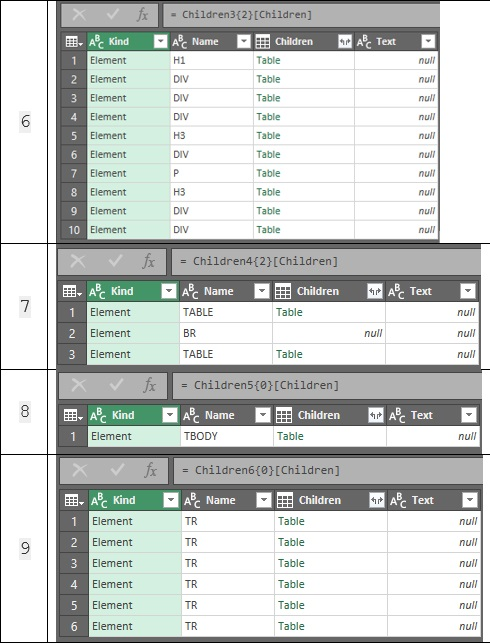 6
= Children3{2}[Children]
Kind Name Children Text
1 Element H1 Table null
2 Element DIV Table null
3 Element DIV Table null
4 Element DIV Table null
5 Element H3 Table null
6 Element DIV Table null
7 Element P Table null
8 Element H3 Table null
9 Element DIV Table null
10 Element DIV Table null
7
= Children4{2}[Children]
Kind Name Children Text
1 Element TABLE Table null
2 Element BR null null
3 Element TABLE Table null
8
= Children5{0}[Children]
Kind Name Children Text
1 Element TBODY Table null
9
= Children6{0}[Children]
Kind Name Children Text
1 Element TR Table null
2 Element TR Table null
3 Element TR Table null
4 Element TR Table null
5 Element TR Table null
6 Element TR Table null